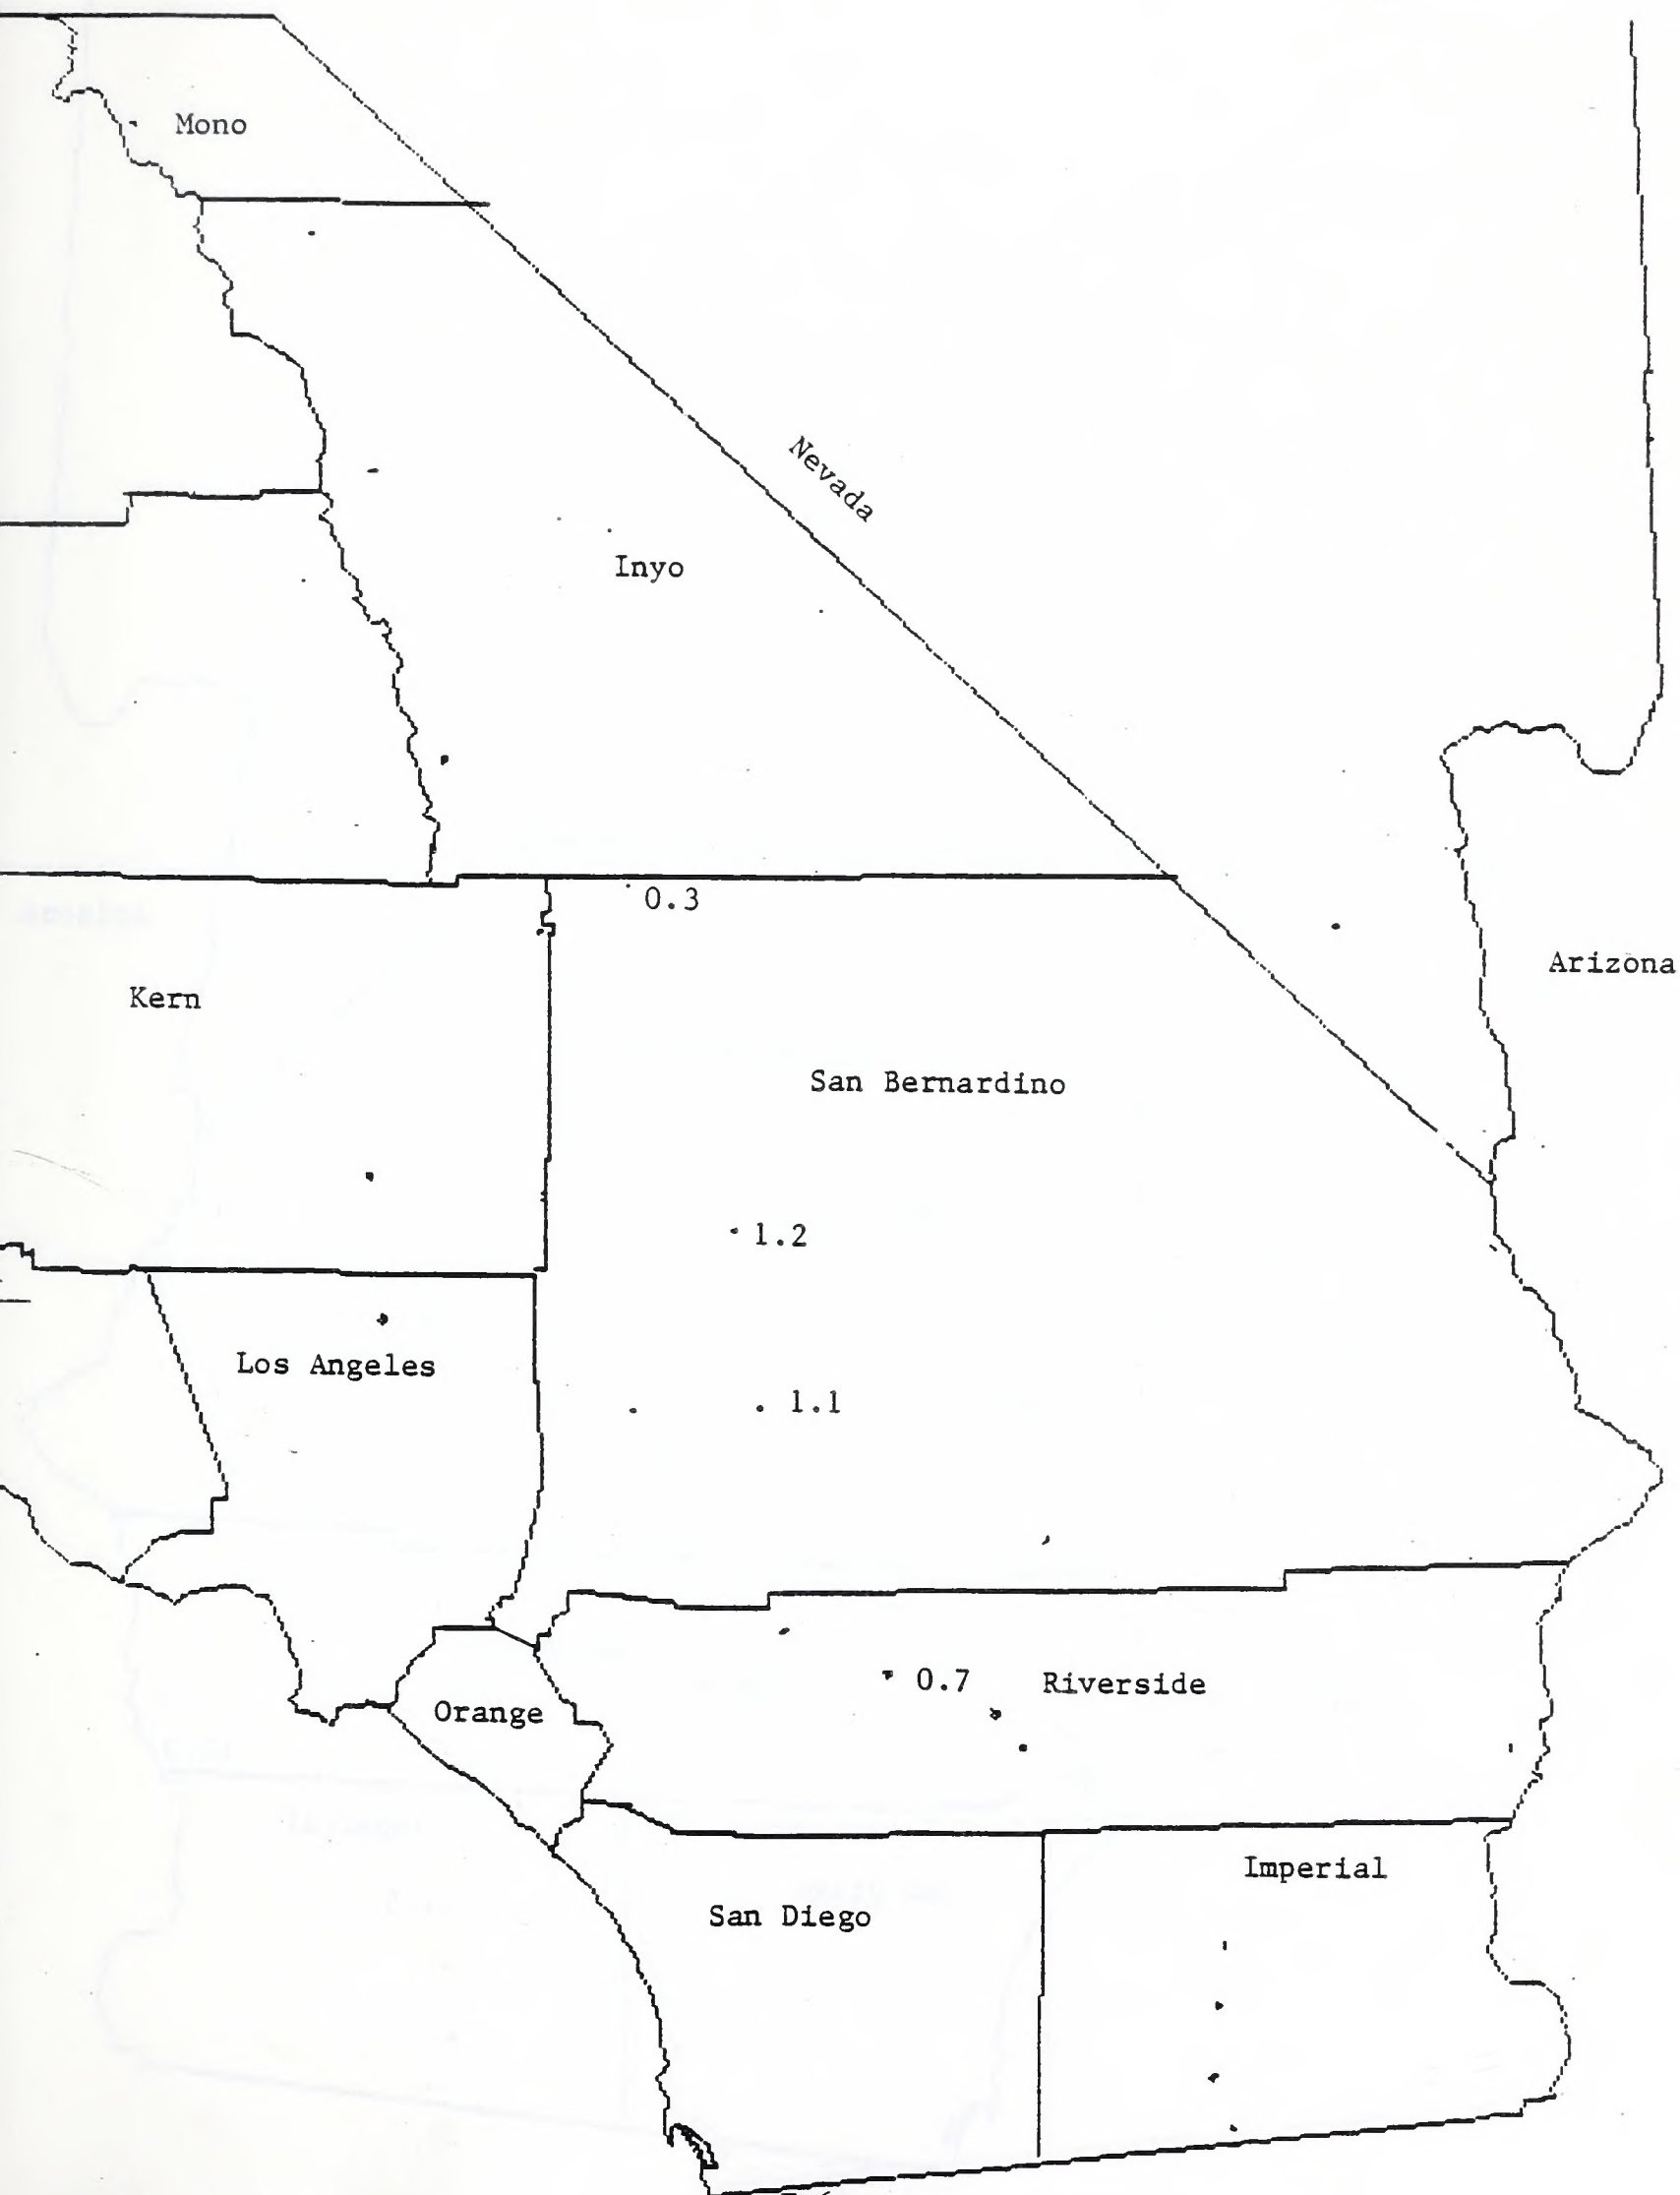 Mono
Nevada
Inyo
0.3
Arizona
Kern
San Bernardino
1.2
Los Angeles
1.1
0.7 Riverside
Orange
Imperial
San Diego